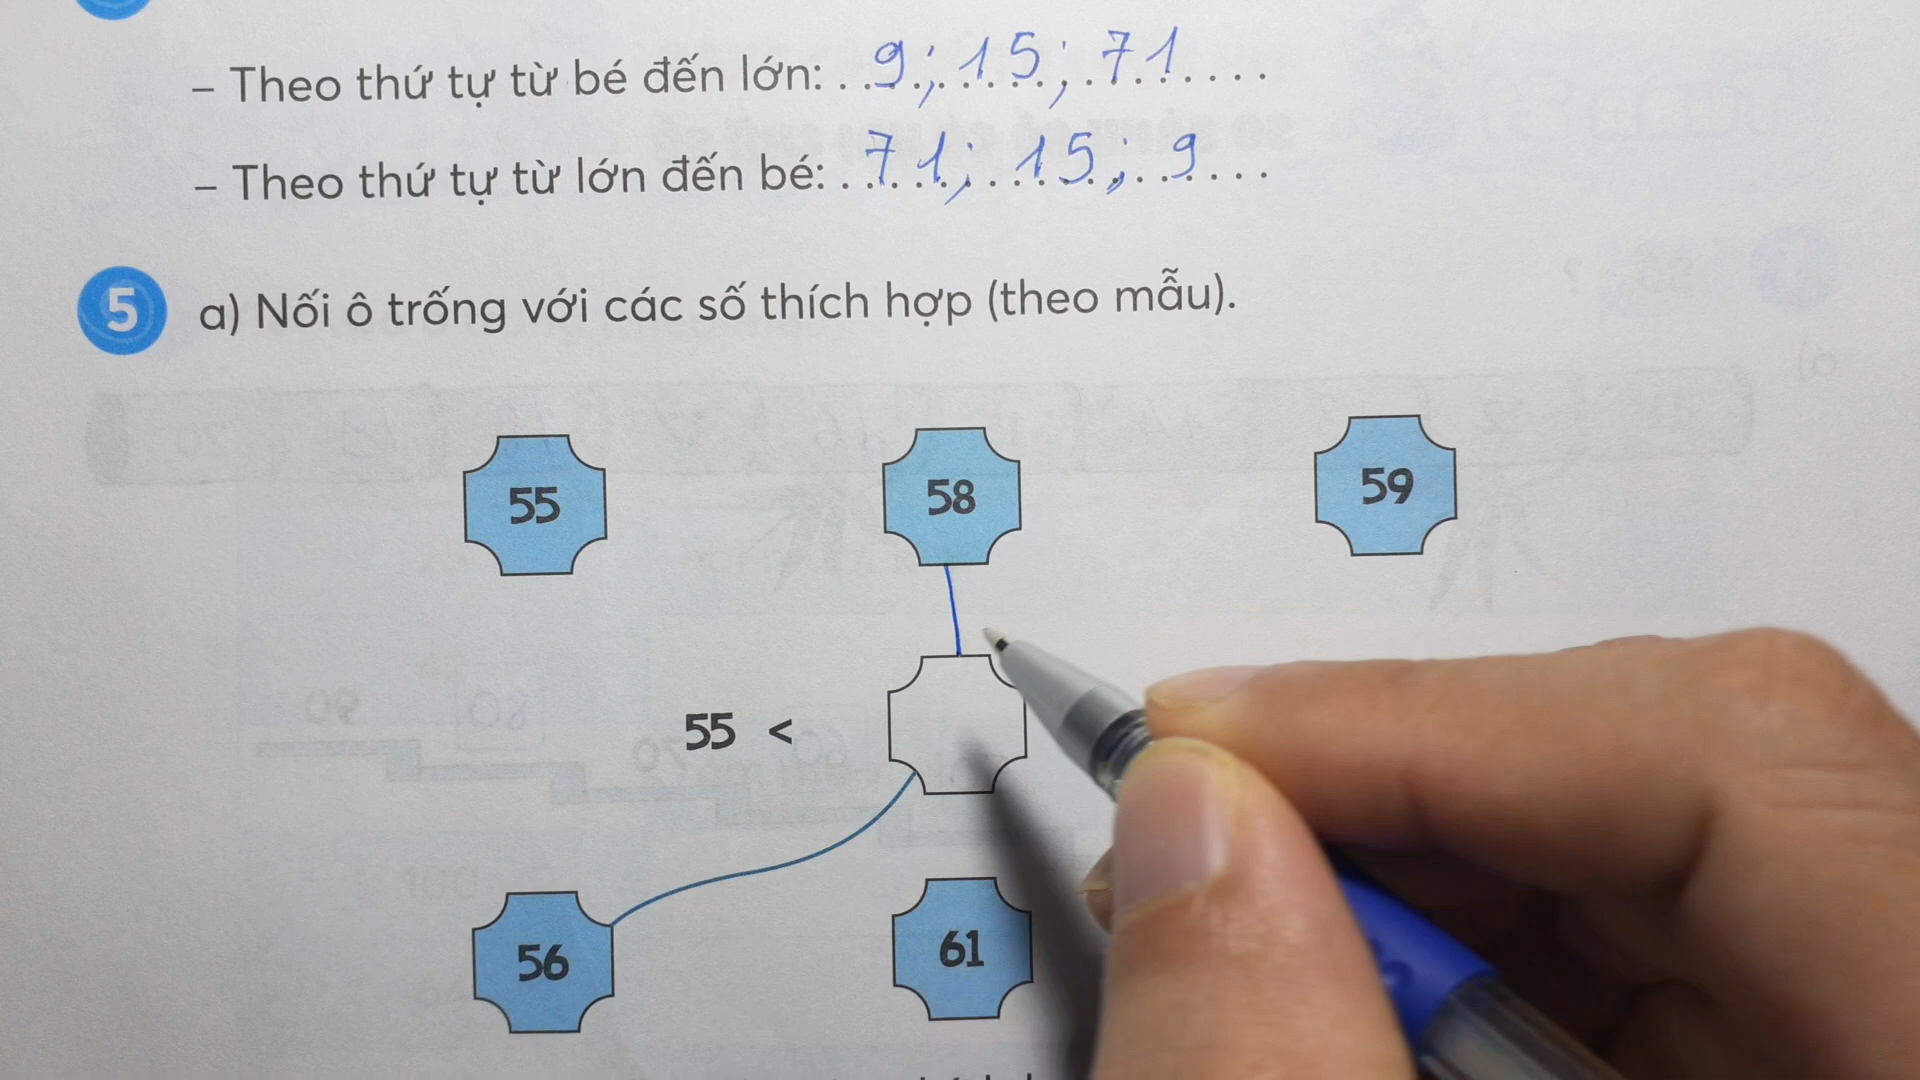 – Theo thứ tự từ bé đến lớn: 9; 15; 71
– Theo thứ tự từ lớn đến bé: 71; 15; 9
5 a) Nối ô trống với các số thích hợp (theo mẫu).
55 58 59
55 <
56 61